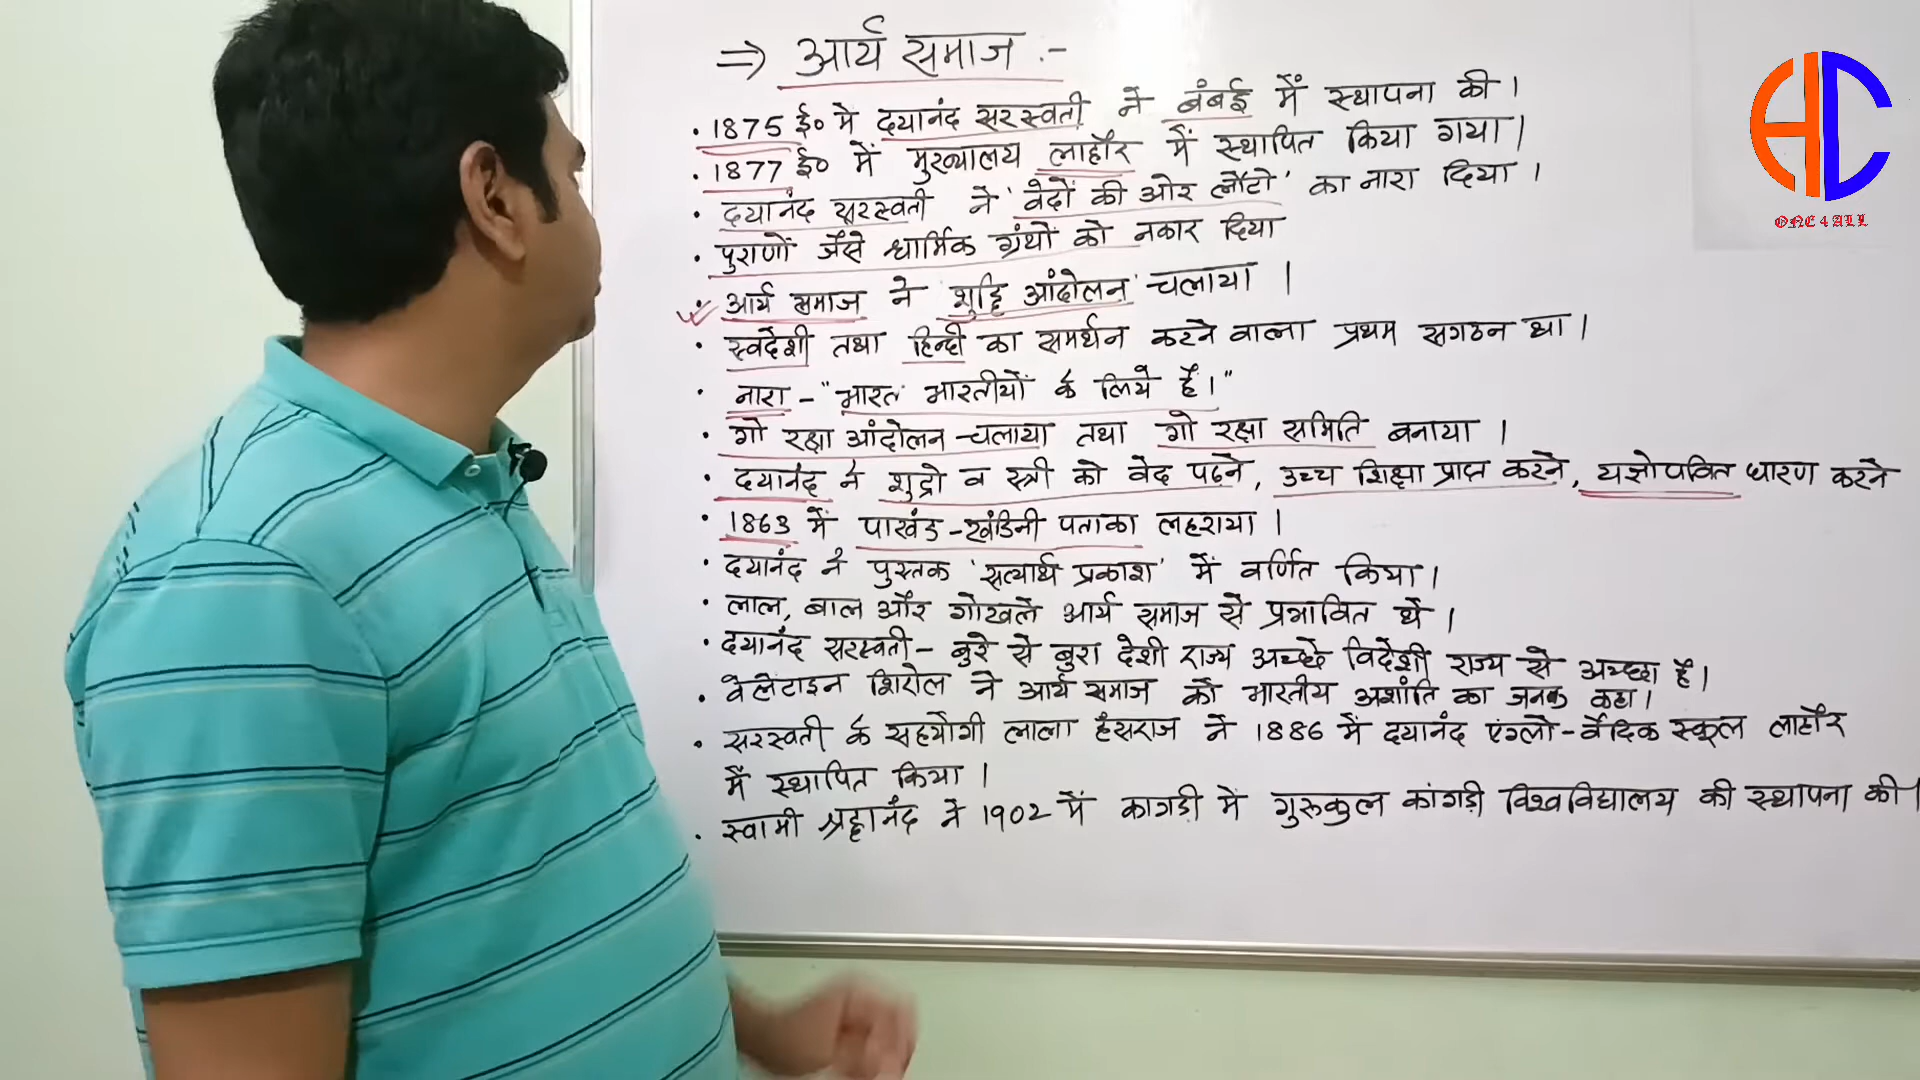 ⇒ आर्य समाज :-
• 1875 ई० मे दयानंद सरस्वती ने बंबई में स्थापना की ।
• 1877 ई० में मुख्यालय लाहौर में स्थापित किया गया ।
• दयानंद सरस्वती ने 'वेदों की ओर लौटो' का नारा दिया ।
• पुराणों जैसे धार्मिक ग्रंथों को नकार दिया
• आर्य समाज ने 'शुद्धि आंदोलन' चलाया ।
• स्वदेशी तथा हिन्दी का समर्थन करने वाला प्रथम सगठन था ।
• नारा - "भारत भारतीयों के लिये है ।"
• गो रक्षा आंदोलन चलाया तथा गो रक्षा समिति बनाया ।
• दयानंद ने शुद्रो व स्त्री को वेद पढने, उच्च शिक्षा प्राप्त करने, यज्ञोपवित धारण करने
• 1863 में पाखंड-खंडिनी पताका लहराया ।
• दयानंद ने पुस्तक 'सत्यार्थ प्रकाश' में वर्णित किया ।
• लाल, बाल और गोखले आर्य समाज से प्रभावित थे ।
• दयानंद सरस्वती - बुरे से बुरा देशी राज्य अच्छे विदेशी राज्य से अच्छा है ।
• वेलेंटाइन शिरोल ने आर्य समाज को भारतीय अशांति का जनक कहा ।
• सरस्वती के सहयोगी लाला हंसराज ने 1886 में दयानंद एंग्लो-वैदिक स्कूल लाहौर
में स्थापित किया ।
• स्वामी श्रद्धानंद ने 1902 में कागड़ी में गुरुकुल कांगड़ी विश्वविद्यालय की स्थापना की ।
ONE 4 ALL